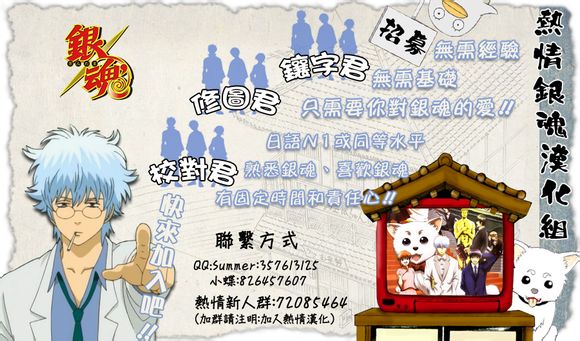 銀魂
招募
熱情銀魂漢化組
鑲字君
無需經驗
無需基礎
修圖君
只需要你對銀魂的愛!!
日語N1或同等水平
校對君
熟悉銀魂、喜歡銀魂
有固定時間和責任心!!
快來加入吧!!
聯繫方式
QQ:Summer:357613125
小蝶:826457607
熱情新人群:72085464
(加群請注明:加入熱情漢化)